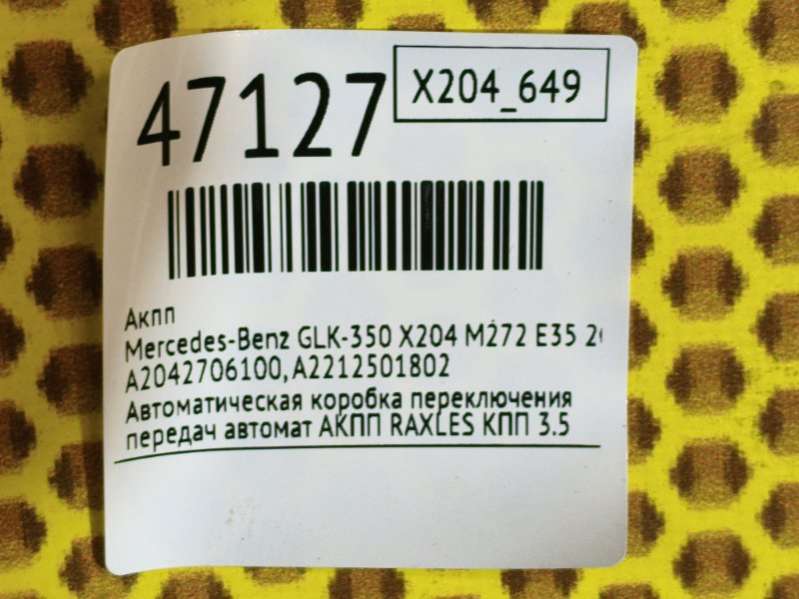 47127
X204_649
Акпп
Mercedes-Benz GLK-350 X204 M272 E35
A2042706100, A2212501802
Автоматическая коробка переключения
передач автомат АКПП RAXLES КПП 3.5